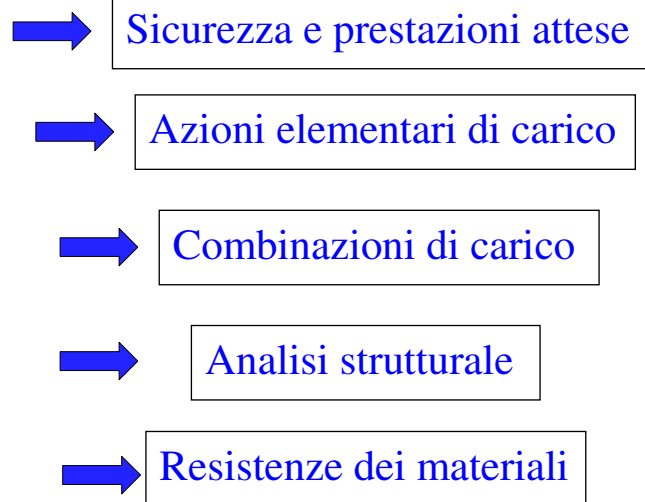 Sicurezza e prestazioni attese
Azioni elementari di carico
Combinazioni di carico
Analisi strutturale
Resistenze dei materiali